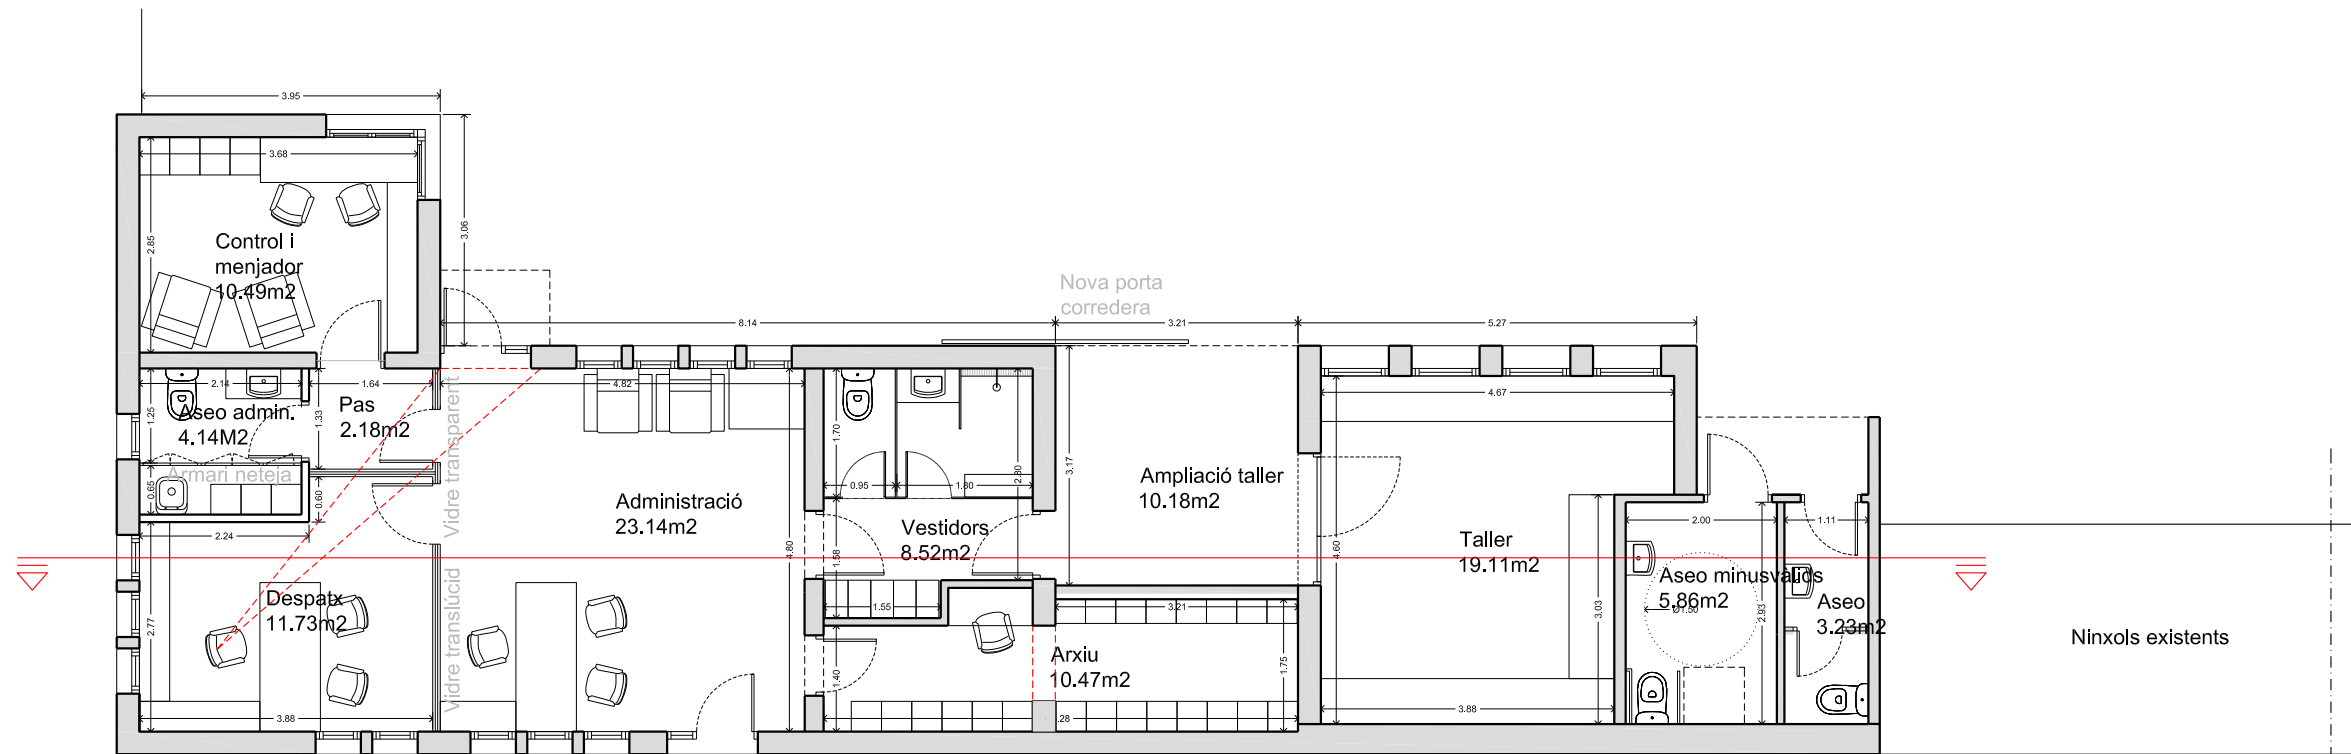 3.95
3.68
Control i
menjador
10.49m2
2.85
3.06
Nova porta
corredera
8.14
3.21
5.27
2.14
1.64
4.82
4.67
Aseo admin.
4.14M2
1.25
Pas
2.18m2
1.33
Vidre transparent
1.70
2.80
3.17
Armari neteja
0.65
0.60
0.95
1.80
Ampliació taller
10.18m2
Administració
23.14m2
Vestidors
8.52m2
2.24
4.80
1.58
4.60
Taller
19.11m2
2.00
1.11
Aseo minusvàlids
5.86m2
Ø1.50
2.93
3.03
Aseo
3.23m2
Despatx
11.73m2
2.77
Vidre translúcid
1.55
3.21
1.40
Arxiu
10.47m2
1.75
Ninxols existents
3.88
.28
3.88